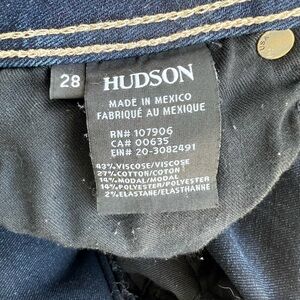 28
HUDSON
MADE IN MEXICO
FABRIQUÉ AU MEXIQUE
RN# 107906
CA# 00635
EIN# 20-3082491
43% VISCOSE/VISCOSE
27% COTTON/COTON
14% MODAL/MODAL
14% POLYESTER/POLYESTER
2% ELASTANE/ELASTHANNE